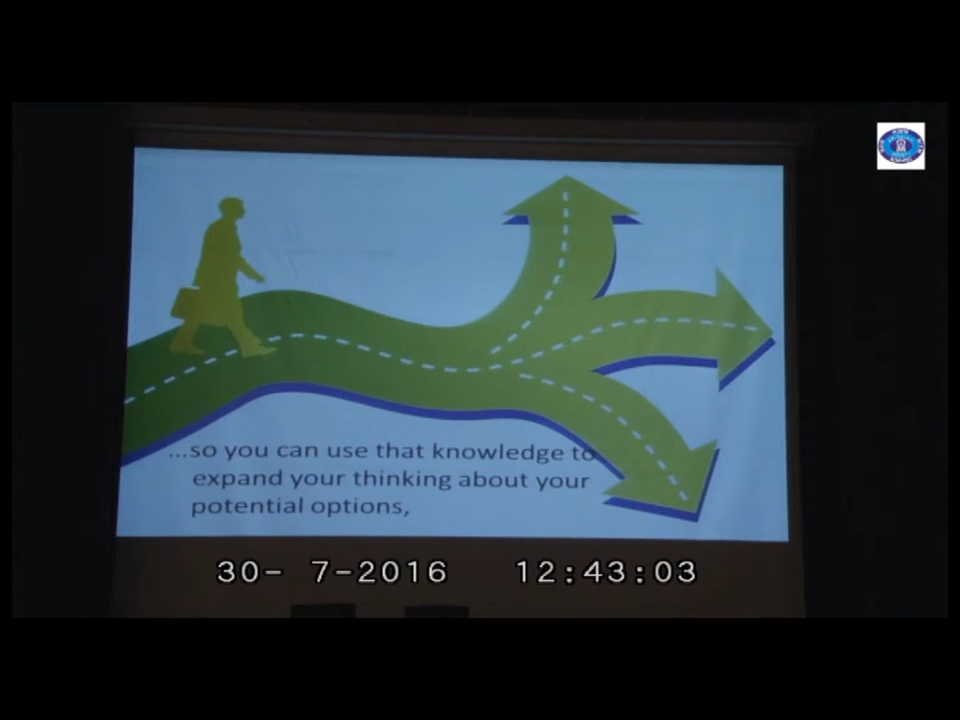 ...so you can use that knowledge to
expand your thinking about your
potential options,
30- 7-2016 12:43:03